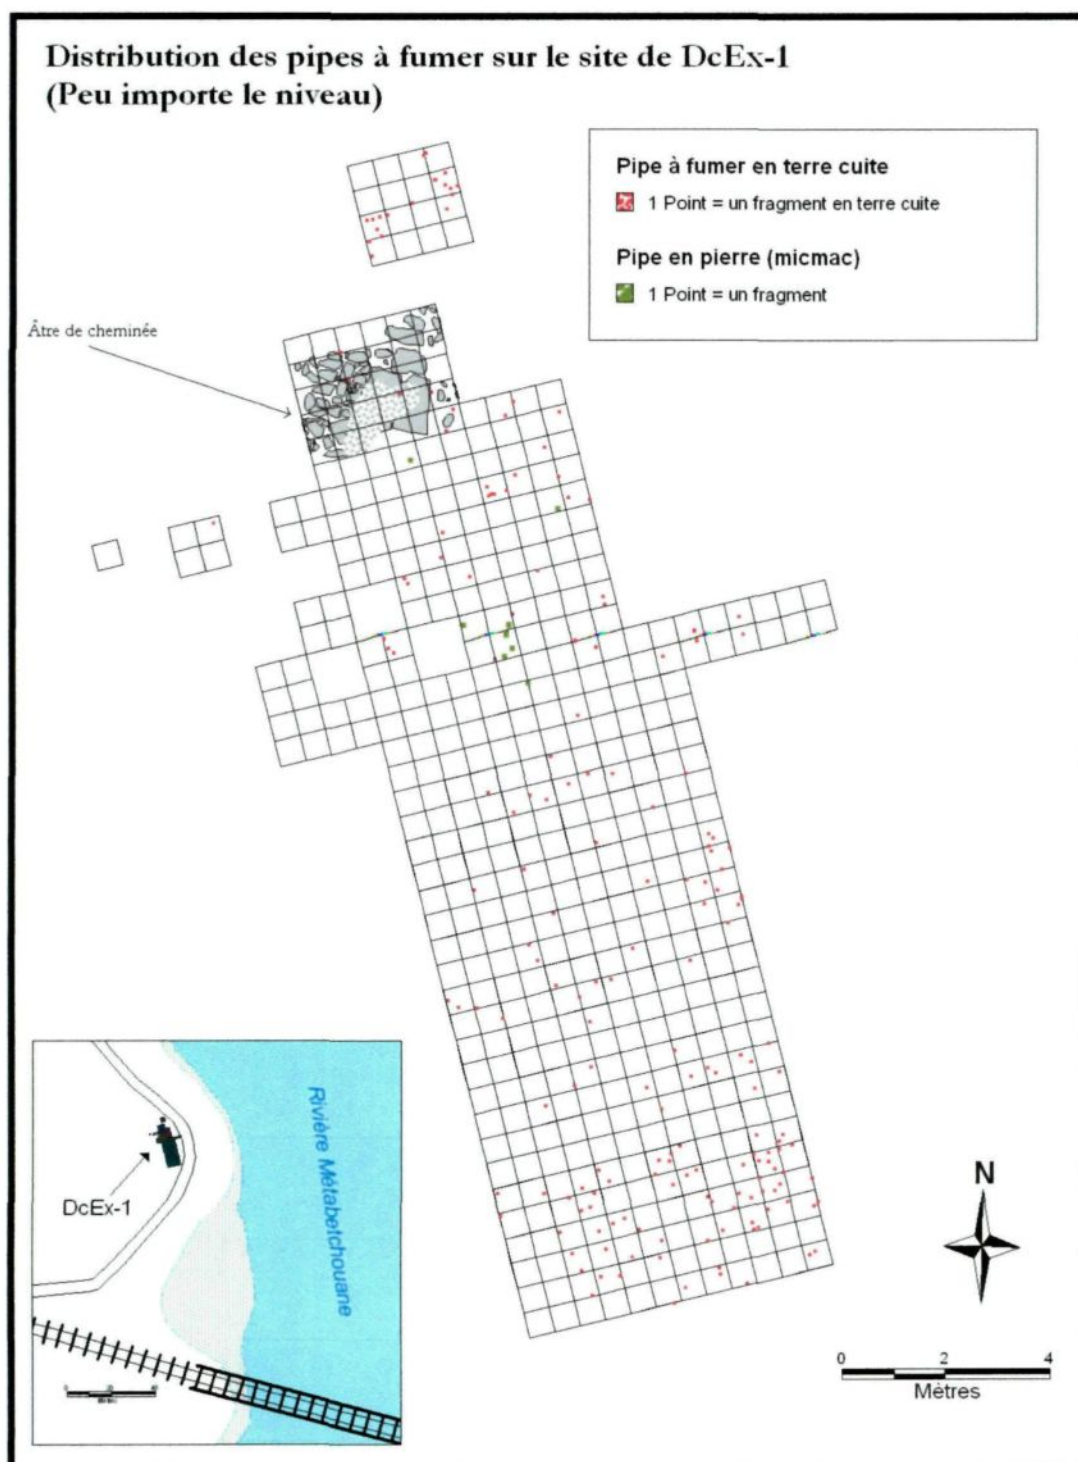 Distribution des pipes à fumer sur le site de DcEx-1
(Peu importe le niveau)
Pipe à fumer en terre cuite
1 Point = un fragment en terre cuite
Pipe en pierre (micmac)
1 Point = un fragment
Âtre de cheminée
Rivière Métabetchouane
DcEx-1
N
0 2 4
Mètres